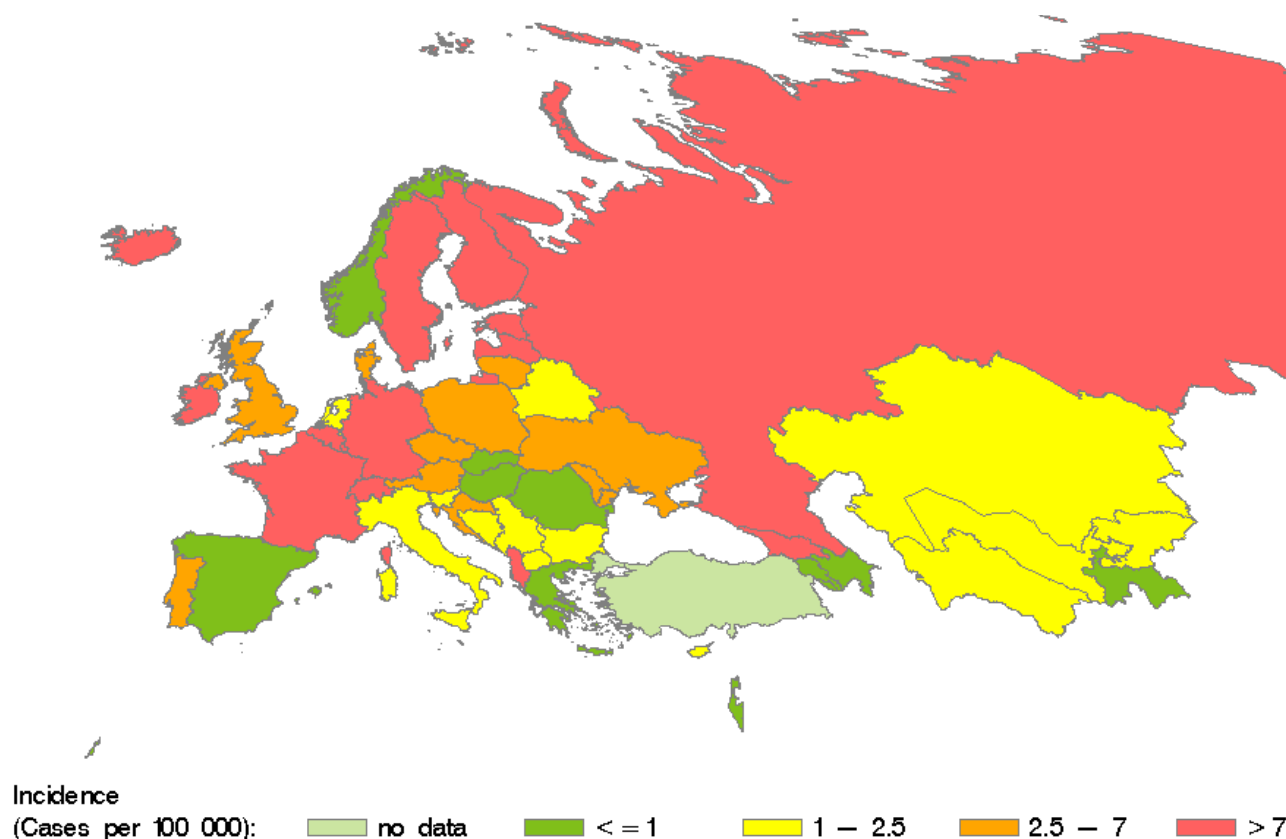 Incidence
(Cases per 100 000): no data <= 1 1 – 2.5 2.5 – 7 > 7